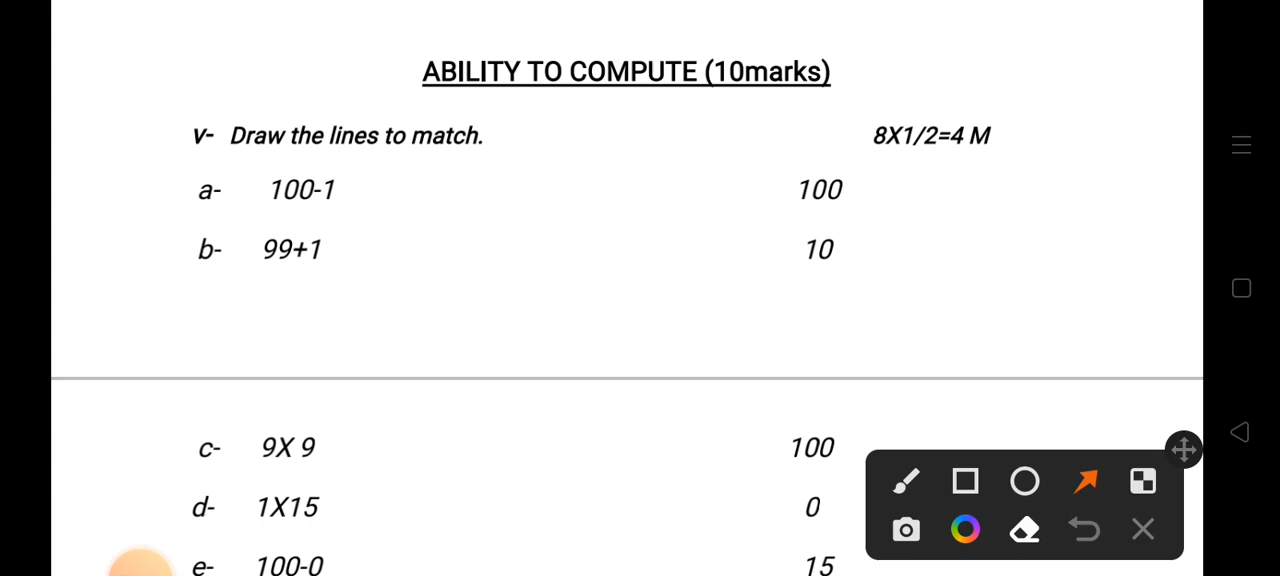 ABILITY TO COMPUTE (10marks)
v- Draw the lines to match. 8X1/2=4 M
a- 100-1 100
b- 99+1 10
c- 9X 9 100
d- 1X15 0
e- 100-0 15